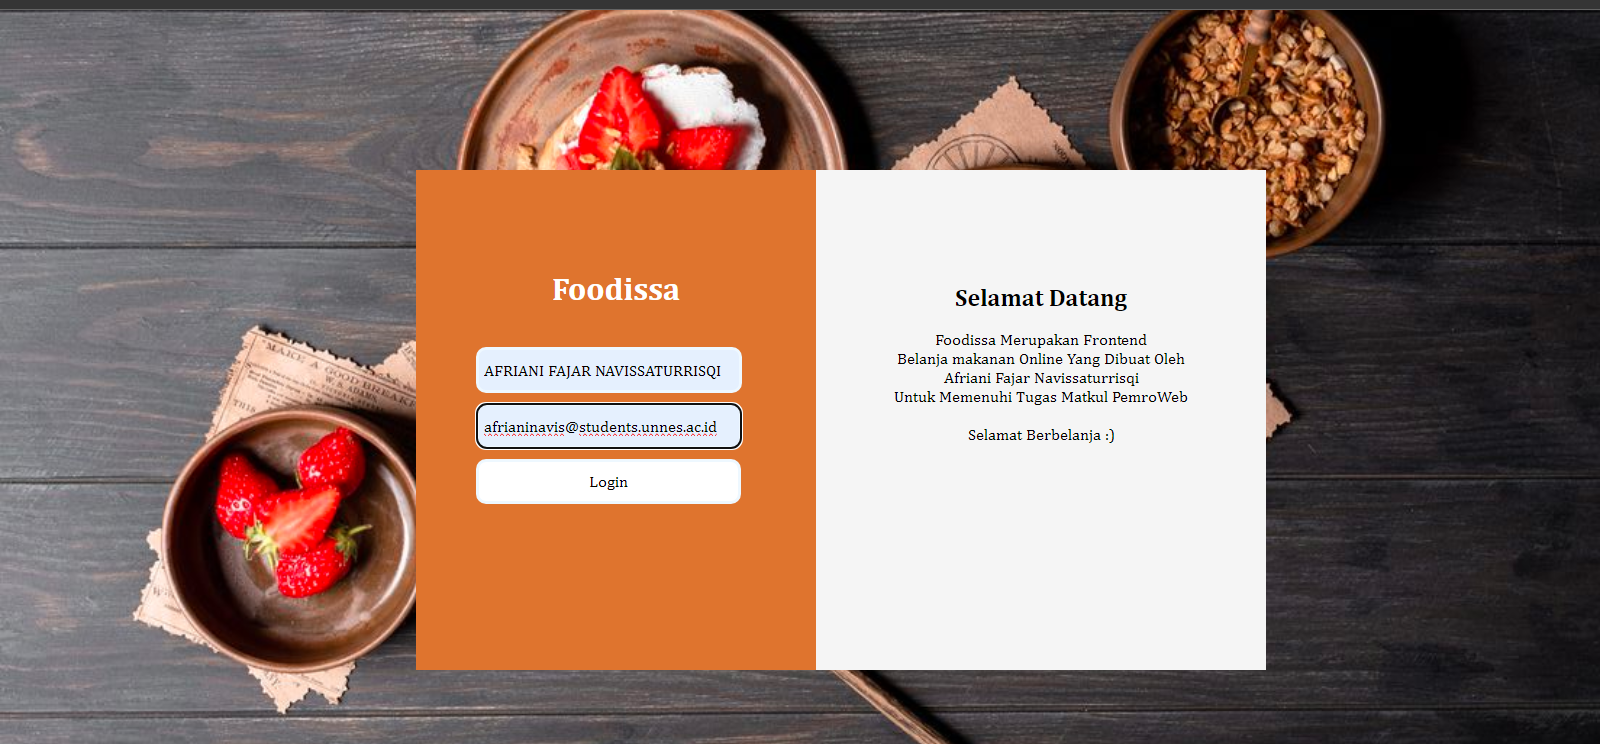 Foodissa
AFRIANI FAJAR NAVISSATURRISQI
afrianinavis@students.unnes.ac.id
Login
Selamat Datang
Foodissa Merupakan Frontend
Belanja makanan Online Yang Dibuat Oleh
Afriani Fajar Navissaturrisqi
Untuk Memenuhi Tugas Matkul PemroWeb
Selamat Berbelanja :)
MAKE
A GOOD BREAKF